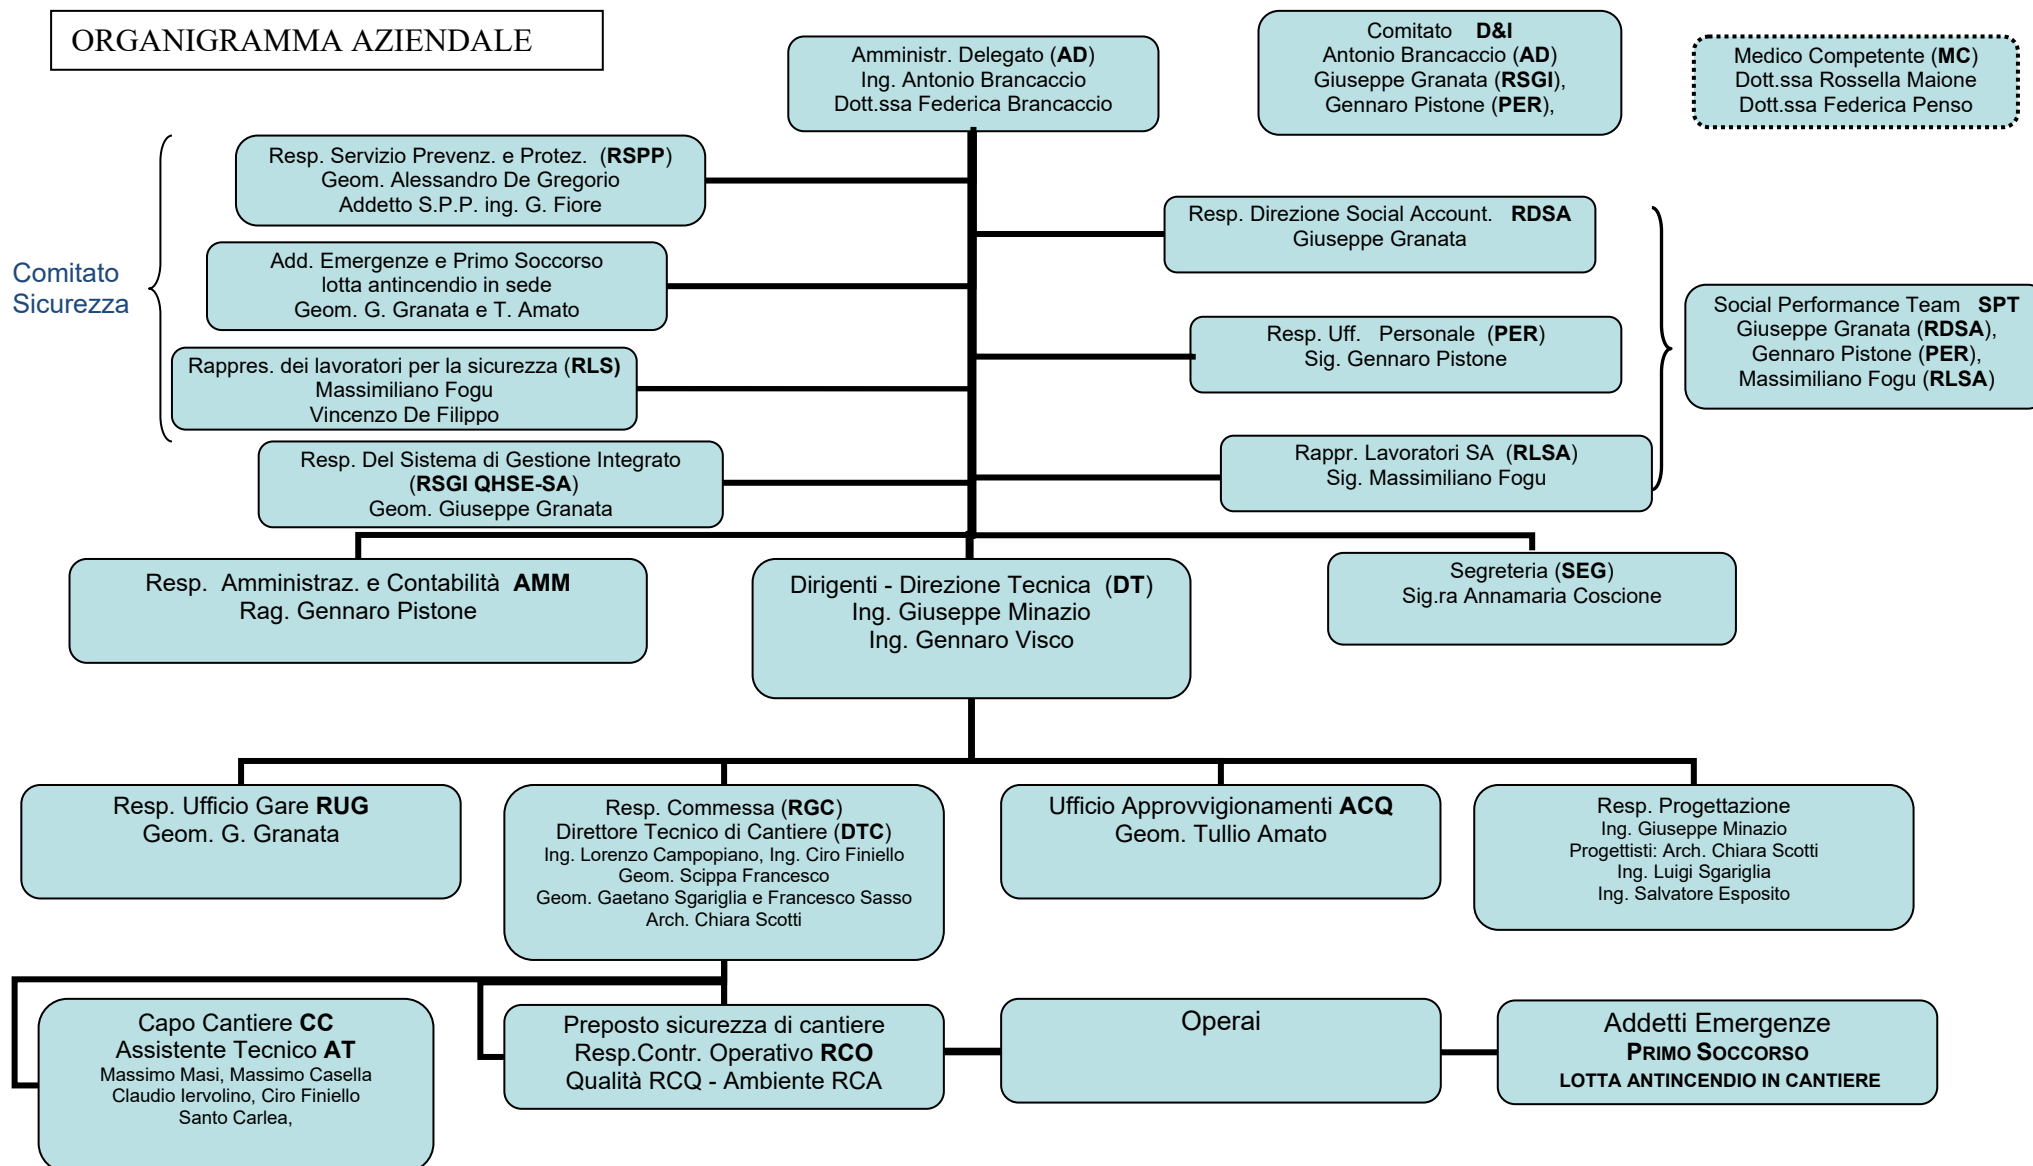 ORGANIGRAMMA AZIENDALE
Amministr. Delegato (AD)
Ing. Antonio Brancaccio
Dott.ssa Federica Brancaccio
Comitato D&I
Antonio Brancaccio (AD)
Giuseppe Granata (RSGI),
Gennaro Pistone (PER),
Medico Competente (MC)
Dott.ssa Rossella Maione
Dott.ssa Federica Penso
Comitato
Sicurezza
Resp. Servizio Prevenz. e Protez. (RSPP)
Geom. Alessandro De Gregorio
Addetto S.P.P. ing. G. Fiore
Add. Emergenze e Primo Soccorso
lotta antincendio in sede
Geom. G. Granata e T. Amato
Rappres. dei lavoratori per la sicurezza (RLS)
Massimiliano Fogu
Vincenzo De Filippo
Resp. Del Sistema di Gestione Integrato
(RSGI QHSE-SA)
Geom. Giuseppe Granata
Resp. Direzione Social Account. RDSA
Giuseppe Granata
Resp. Uff. Personale (PER)
Sig. Gennaro Pistone
Rappr. Lavoratori SA (RLSA)
Sig. Massimiliano Fogu
Social Performance Team SPT
Giuseppe Granata (RDSA),
Gennaro Pistone (PER),
Massimiliano Fogu (RLSA)
Resp. Amministraz. e Contabilità AMM
Rag. Gennaro Pistone
Dirigenti - Direzione Tecnica (DT)
Ing. Giuseppe Minazio
Ing. Gennaro Visco
Segreteria (SEG)
Sig.ra Annamaria Coscione
Resp. Ufficio Gare RUG
Geom. G. Granata
Resp. Commessa (RGC)
Direttore Tecnico di Cantiere (DTC)
Ing. Lorenzo Campopiano, Ing. Ciro Finiello
Geom. Scippa Francesco
Geom. Gaetano Sgariglia e Francesco Sasso
Arch. Chiara Scotti
Ufficio Approvvigionamenti ACQ
Geom. Tullio Amato
Resp. Progettazione
Ing. Giuseppe Minazio
Progettisti: Arch. Chiara Scotti
Ing. Luigi Sgariglia
Ing. Salvatore Esposito
Capo Cantiere CC
Assistente Tecnico AT
Massimo Masi, Massimo Casella
Claudio Iervolino, Ciro Finiello
Santo Carlea,
Preposto sicurezza di cantiere
Resp.Contr. Operativo RCO
Qualità RCQ - Ambiente RCA
Operai
Addetti Emergenze
PRIMO SOCCORSO
LOTTA ANTINCENDIO IN CANTIERE